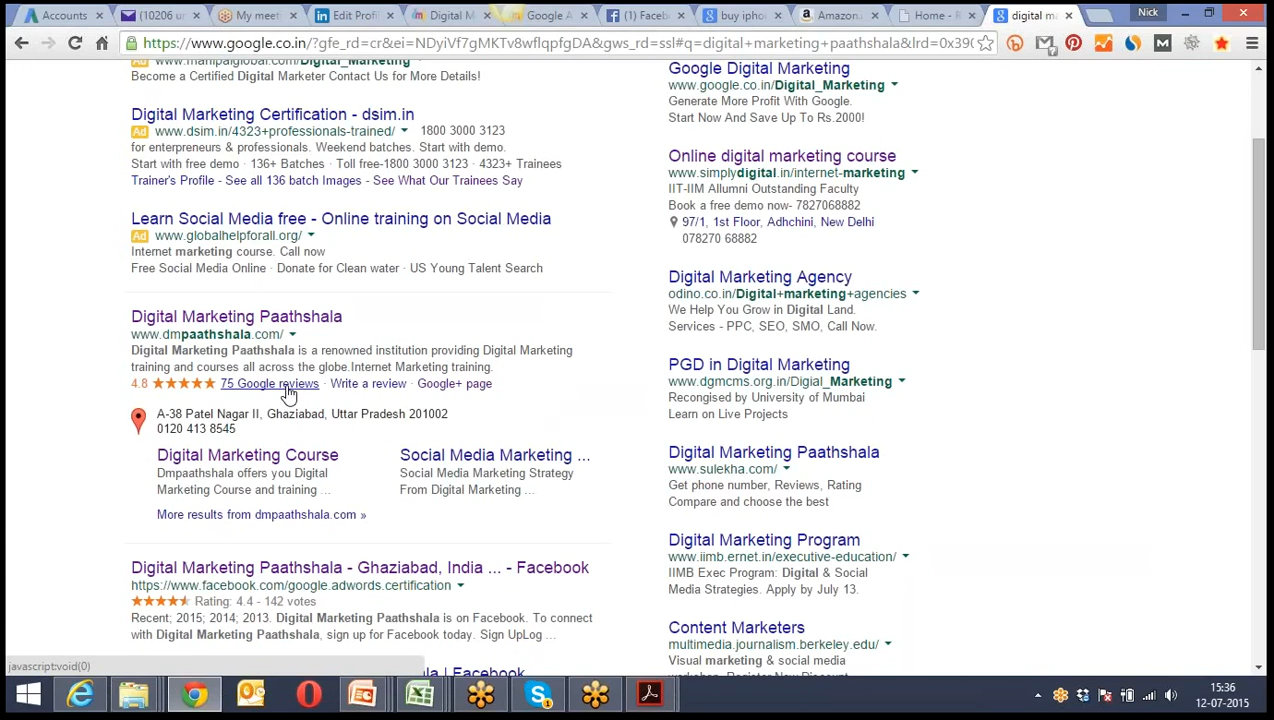 Accounts
(10206 un
My meet
Edit Profi
Digital M
Google A
(1) Faceb
buy iphc
Amazon.
Home - R
digital m
Nick
https://www.google.co.in/?gfe_rd=cr&ei=NDyiVf7gMKTv8wflqpfgDA&gws_rd=ssl#q=digital+marketing+paathshala&lrd=0x390
Ad www.manipalglobal.com/Digital_Marketing
Become a Certified Digital Marketer Contact Us for More Details!
Digital Marketing Certification - dsim.in
Ad www.dsim.in/4323+professionals-trained/ 1800 3000 3123
for enterpreneurs & professionals. Weekend batches. Start with demo.
Start with free demo · 136+ Batches · Toll free-1800 3000 3123 · 4323+ Trainees
Trainer's Profile - See all 136 batch Images - See What Our Trainees Say
Learn Social Media free - Online training on Social Media
Ad www.globalhelpforall.org/
Internet marketing course. Call now
Free Social Media Online · Donate for Clean water · US Young Talent Search
Digital Marketing Paathshala
www.dmpaathshala.com/
Digital Marketing Paathshala is a renowned institution providing Digital Marketing
training and courses all across the globe.Internet Marketing across.
4.8 75 Google reviews · Write a review · Google+ page
A-38 Patel Nagar II, Ghaziabad, Uttar Pradesh 201002
0120 413 8545
Digital Marketing Course
Dmpaathshala offers you Digital
Marketing Course and training ...
Social Media Marketing ...
Social Media Marketing Strategy
From Digital Marketing ...
More results from dmpaathshala.com »
Digital Marketing Paathshala - Ghaziabad, India ... - Facebook
https://www.facebook.com/google.adwords.certification
Rating: 4.4 - 142 votes
Recent; 2015; 2014; 2013. Digital Marketing Paathshala is on Facebook. To connect
with Digital Marketing Paathshala, sign up for Facebook today. Sign UpLog ...
ala | Facebook
Google Digital Marketing
www.google.co.in/Digital_Marketing
Generate More Profit With Google.
Start Now And Save Up To Rs.2000!
Online digital marketing course
www.simplydigital.in/internet-marketing
IIT-IIM Allumni Outstanding Faculty
Book a free demo now- 7827068882
97/1, 1st Floor, Adhchini, New Delhi
078270 68882
Digital Marketing Agency
odino.co.in/Digital+marketing+agencies
We Help You Grow in Digital Land.
Services - PPC, SEO, SMO, Call Now.
PGD in Digital Marketing
www.dgmcms.org.in/Digial_Marketing
Recongised by University of Mumbai
Learn on Live Projects
Digital Marketing Paathshala
www.sulekha.com/
Get phone number, Reviews, Rating
Compare and choose the best
Digital Marketing Program
www.iimb.ernet.in/executive-education/
IIMB Exec Program: Digital & Social
Media Strategies. Apply by July 13.
Content Marketers
multimedia.journalism.berkeley.edu/
Visual marketing & social media
javascript:void(0)
15:36
12-07-2015